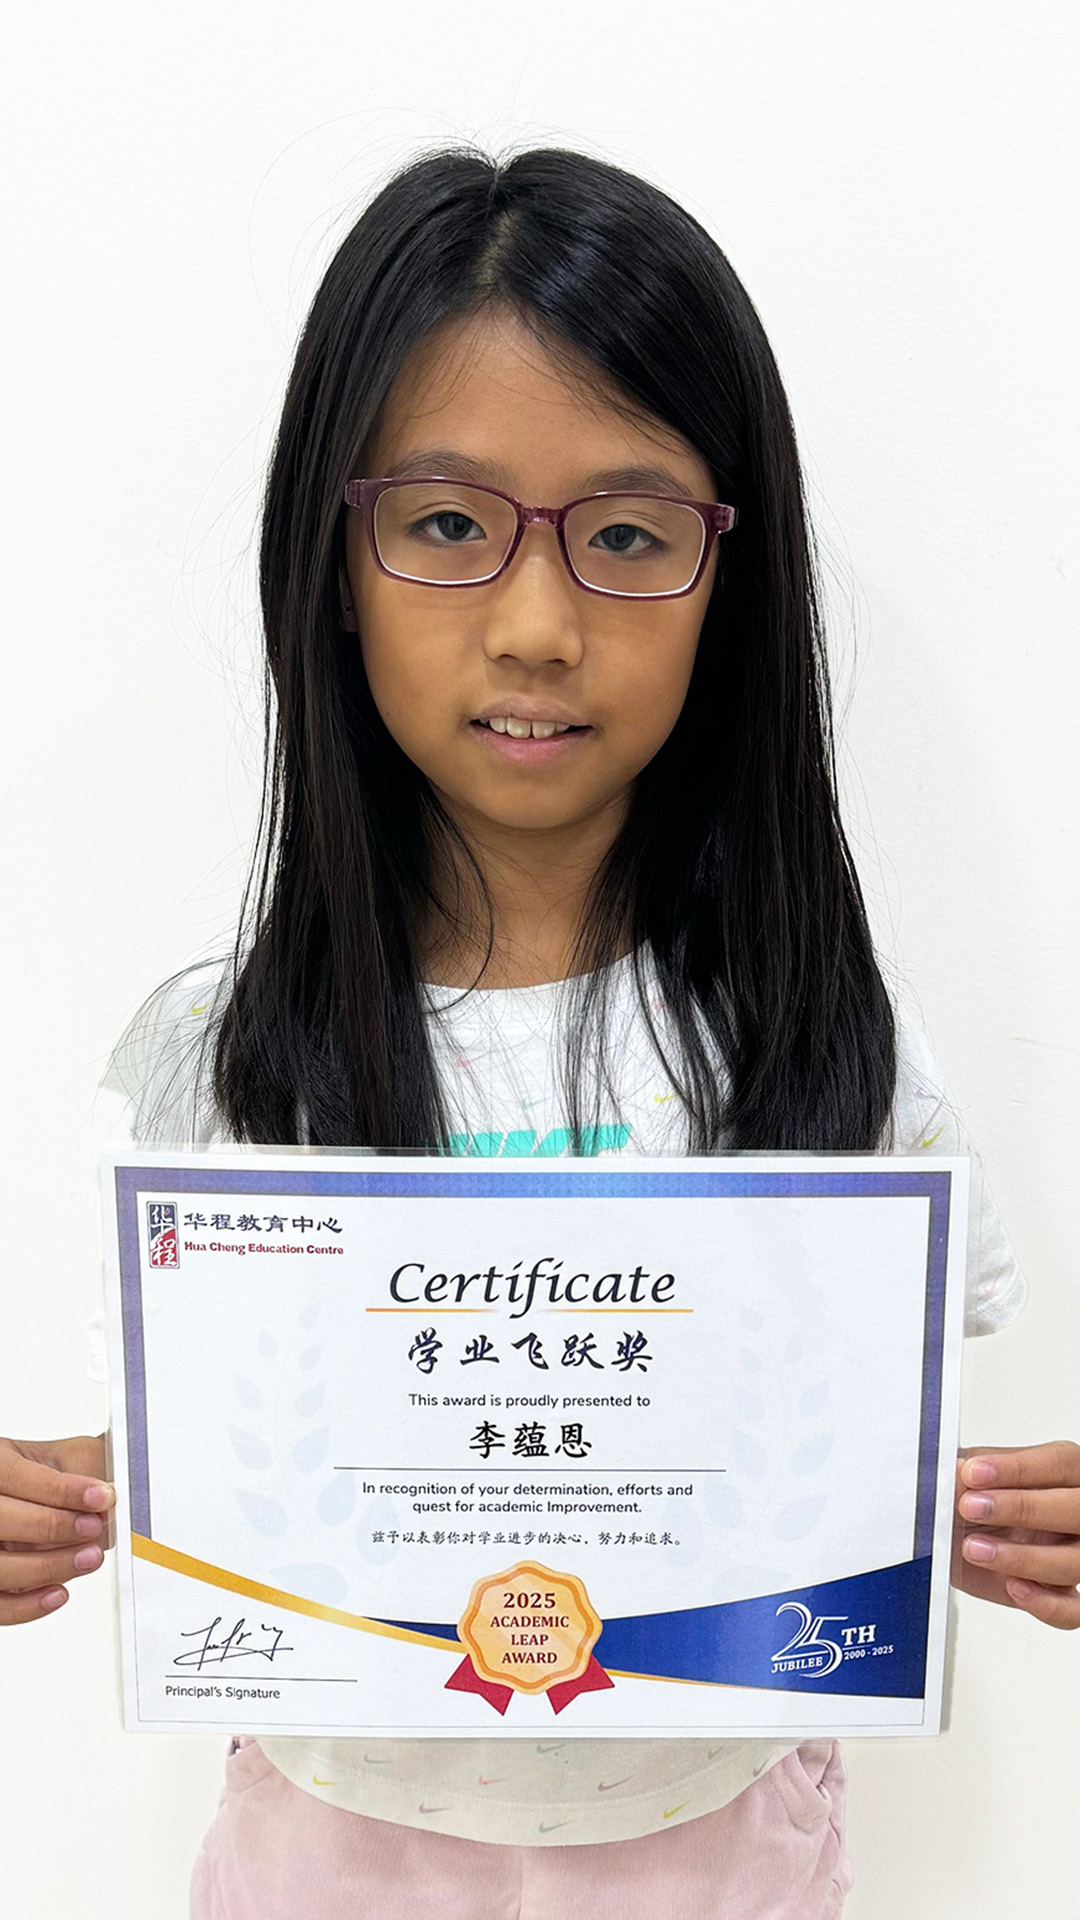 华程
华程教育中心
Hua Cheng Education Centre
Certificate
学业飞跃奖
This award is proudly presented to
李蕴恩
In recognition of your determination, efforts and
quest for academic Improvement.
兹予以表彰你对学业进步的决心，努力和追求。
2025
ACADEMIC
LEAP
AWARD
25TH
JUBILEE 2000 - 2025
Principal's Signature